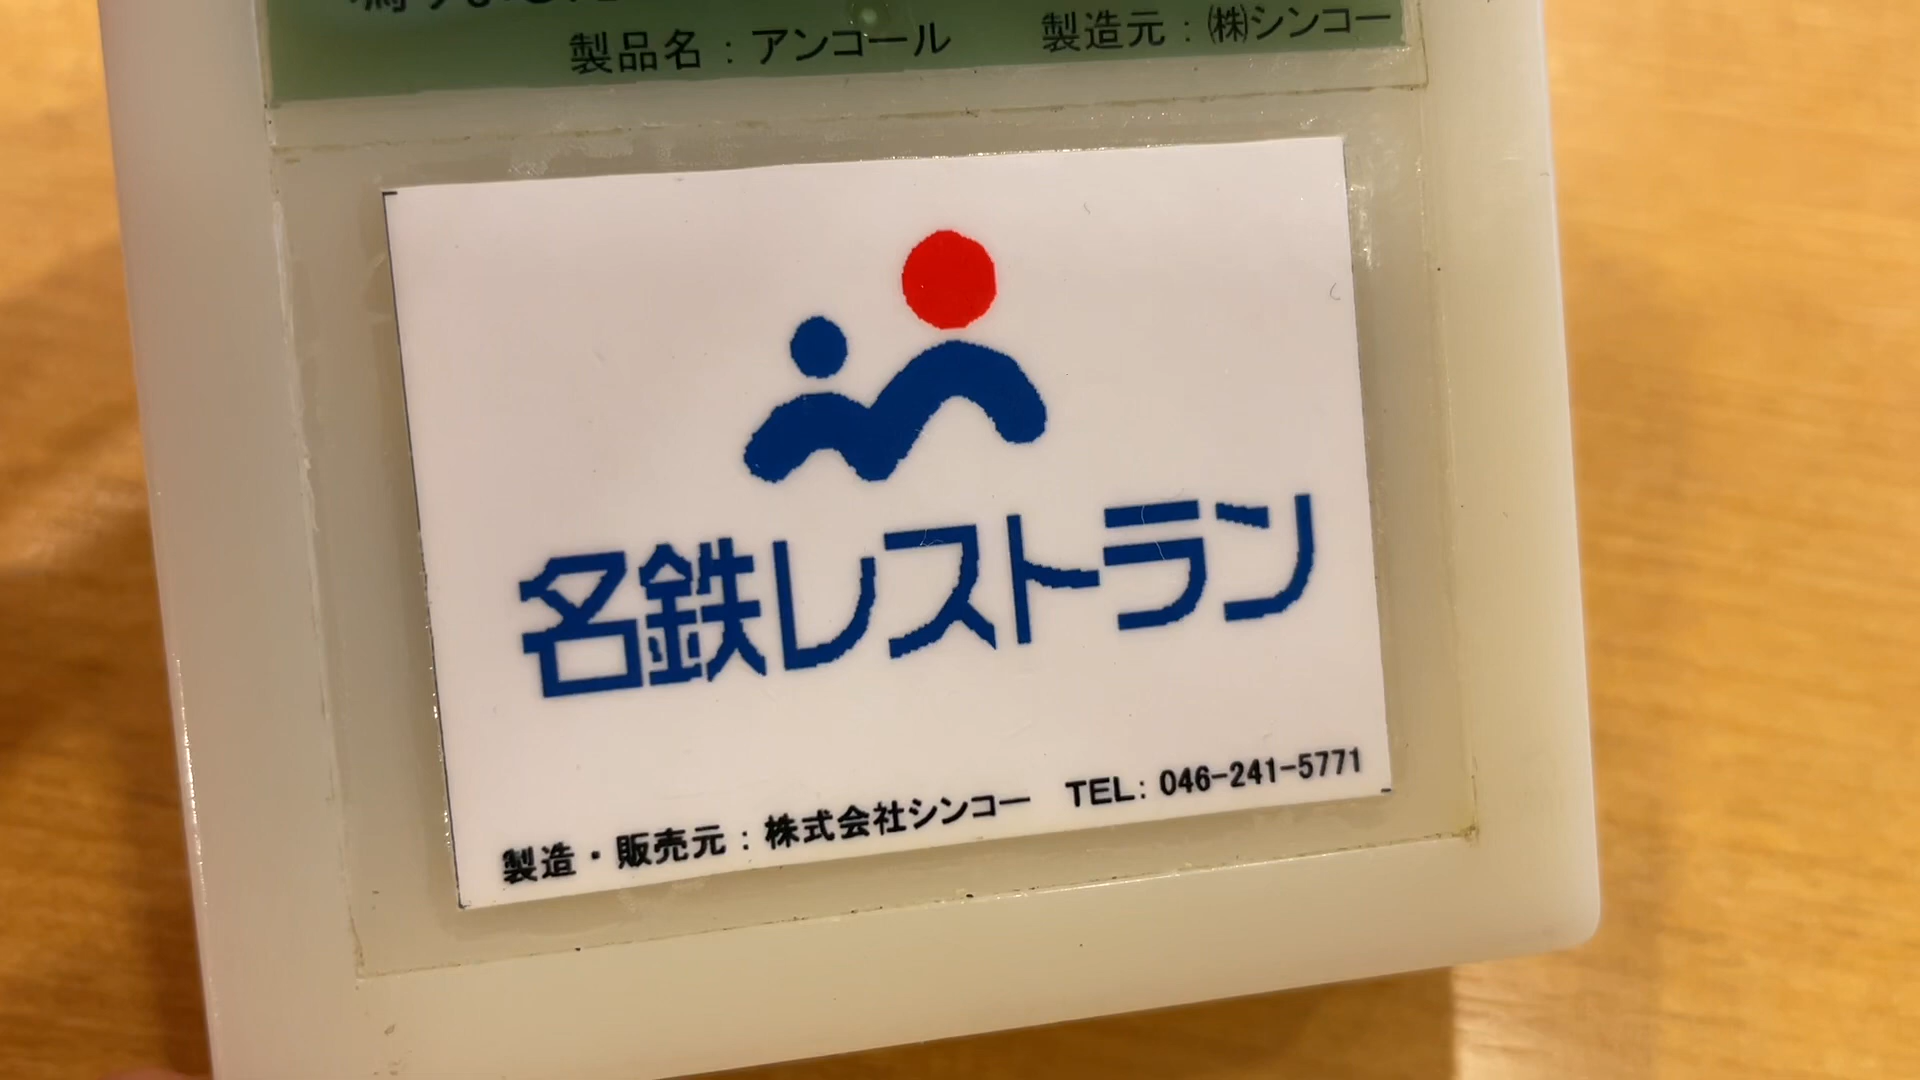 製品名：アンコール 製造元：㈱シンコー
名鉄レストラン
製造・販売元：株式会社シンコー TEL: 046-241-5771